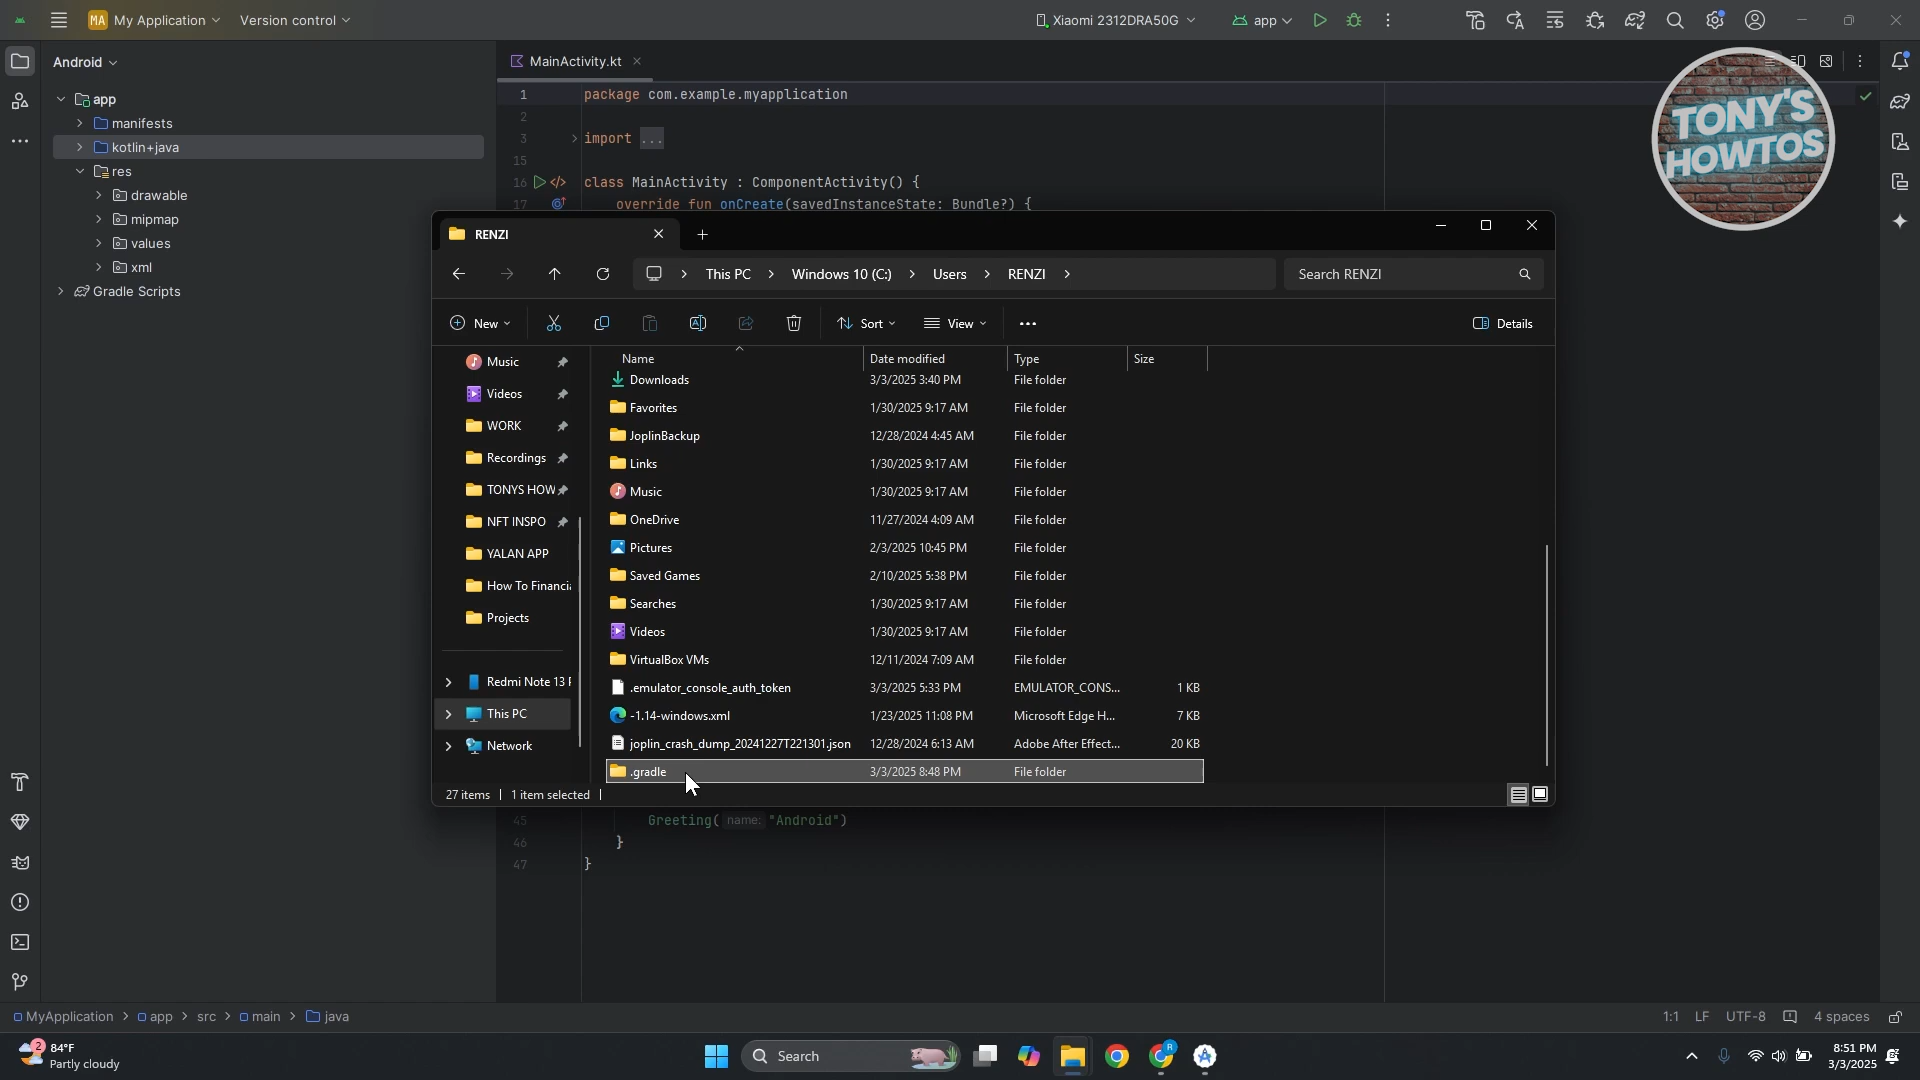 MA My Application Version control Xiaomi 2312DRA50G app
Android
MainActivity.kt
app
manifests
kotlin+java
res
drawable
mipmap
values
xml
Gradle Scripts
1 package com.example.myapplication
2
3 import ...
15
16 class MainActivity : ComponentActivity() {
17 override fun onCreate(savedInstanceState: Bundle?) {
TONY'S
HOWTOS
RENZI
This PC > Windows 10 (C:) > Users > RENZI >
Search RENZI
New Sort View ... Details
Music
Videos
WORK
Recordings
TONYS HOW
NFT INSPO
YALAN APP
How To Financi
Projects
Redmi Note 13
This PC
Network
Name Date modified Type Size
Downloads 3/3/2025 3:40 PM File folder
Favorites 1/30/2025 9:17 AM File folder
JoplinBackup 12/28/2024 4:45 AM File folder
Links 1/30/2025 9:17 AM File folder
Music 1/30/2025 9:17 AM File folder
OneDrive 11/27/2024 4:09 AM File folder
Pictures 2/3/2025 10:45 PM File folder
Saved Games 2/10/2025 5:38 PM File folder
Searches 1/30/2025 9:17 AM File folder
Videos 1/30/2025 9:17 AM File folder
VirtualBox VMs 12/11/2024 7:09 AM File folder
.emulator_console_auth_token 3/3/2025 5:33 PM EMULATOR_CONS... 1 KB
-1.14-windows.xml 1/23/2025 11:08 PM Microsoft Edge H... 7 KB
joplin_crash_dump_20241227T221301.json 12/28/2024 6:13 AM Adobe After Effect... 20 KB
.gradle 3/3/2025 8:48 PM File folder
27 items 1 item selected
45 Greeting( name: "Android")
46 }
47 }
MyApplication > app > src > main > java
1:1 LF UTF-8 4 spaces
2 84°F
Partly cloudy
Search
R
8:51 PM
3/3/2025